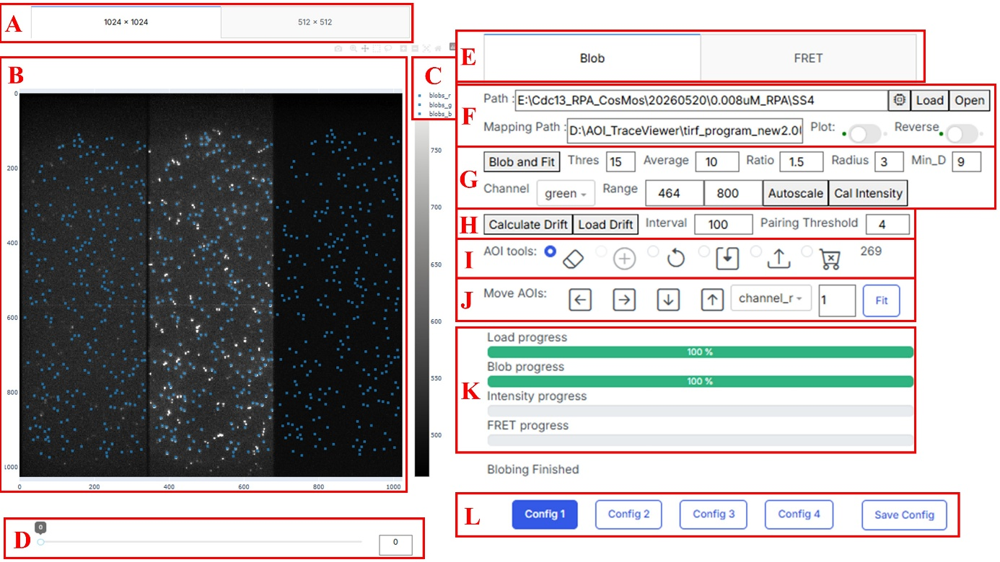 A
1024 × 1024
512 × 512
B
C
blobs_r
blobs_g
blobs_b
0
200
400
600
800
1000
0
200
400
600
800
1000
750
700
650
600
550
500
D
0
0
E
Blob
FRET
F
Path :
E:\Cdc13_RPA_CosMos\20260520\0.008uM_RPA\SS4
Load
Open
Mapping Path :
D:\AOI_TraceViewer\tirf_program_new2.0
Plot:
Reverse
G
Blob and Fit
Thres
15
Average
10
Ratio
1.5
Radius
3
Min_D
9
Channel
green
Range
464
800
Autoscale
Cal Intensity
H
Calculate Drift
Load Drift
Interval
100
Pairing Threshold
4
I
AOI tools:
269
J
Move AOIs:
channel_r
1
Fit
K
Load progress
100 %
Blob progress
100 %
Intensity progress
FRET progress
Blobing Finished
L
Config 1
Config 2
Config 3
Config 4
Save Config